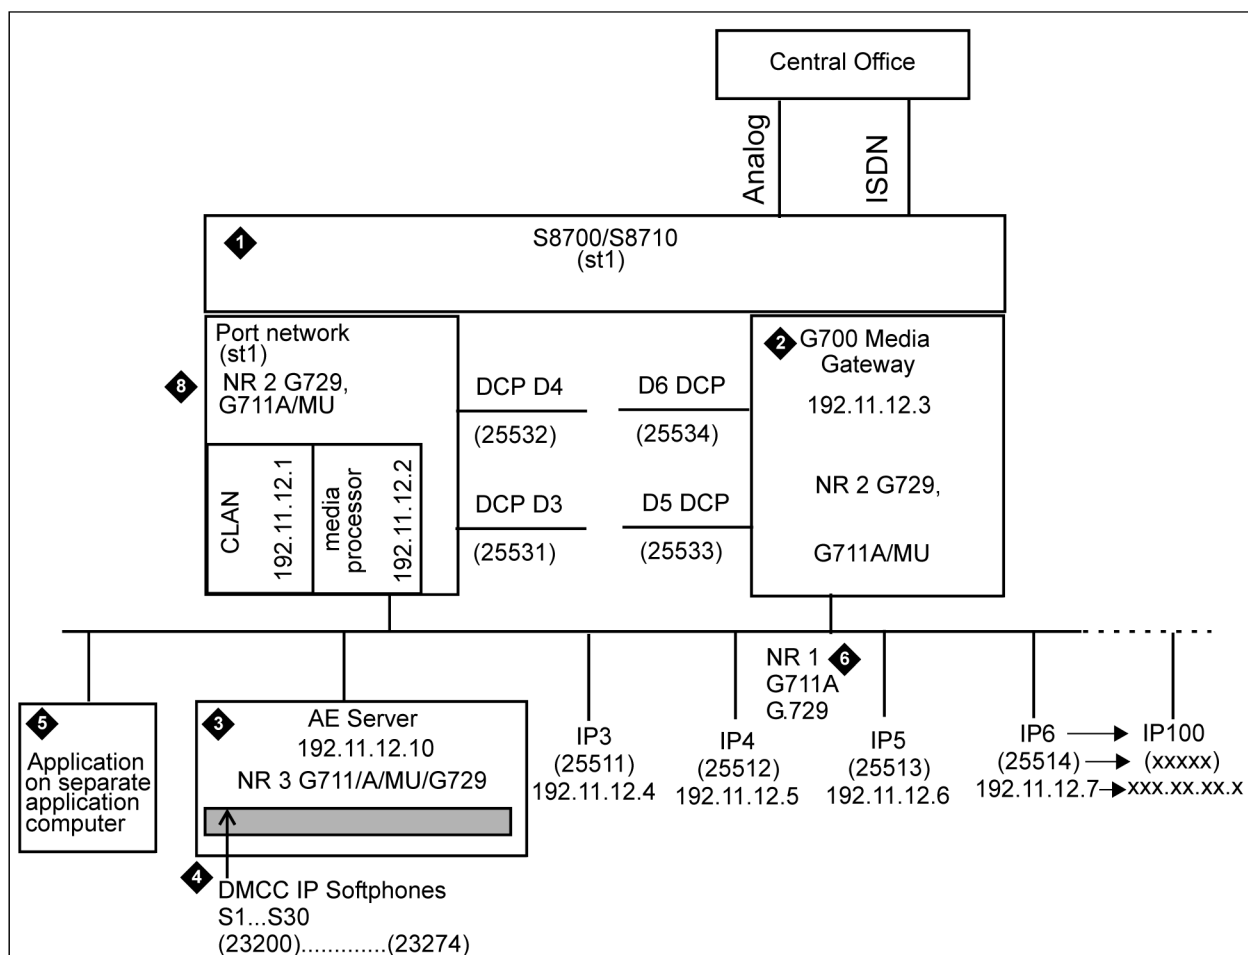 Central Office
Analog
ISDN
1
S8700/S8710
(st1)
Port network
(st1)
8
NR 2 G729,
G711A/MU
CLAN
192.11.12.1
media
processor
192.11.12.2
DCP D4
(25532)
DCP D3
(25531)
D6 DCP
(25534)
D5 DCP
(25533)
2
G700 Media
Gateway
192.11.12.3
NR 2 G729,
G711A/MU
NR 1
6
G711A
G.729
5
Application
on separate
application
computer
3
AE Server
192.11.12.10
NR 3 G711/A/MU/G729
4
DMCC IP Softphones
S1...S30
(23200).............(23274)
IP3
(25511)
192.11.12.4
IP4
(25512)
192.11.12.5
IP5
(25513)
192.11.12.6
IP6
(25514)
192.11.12.7
IP100
(xxxxx)
xxx.xx.xx.x